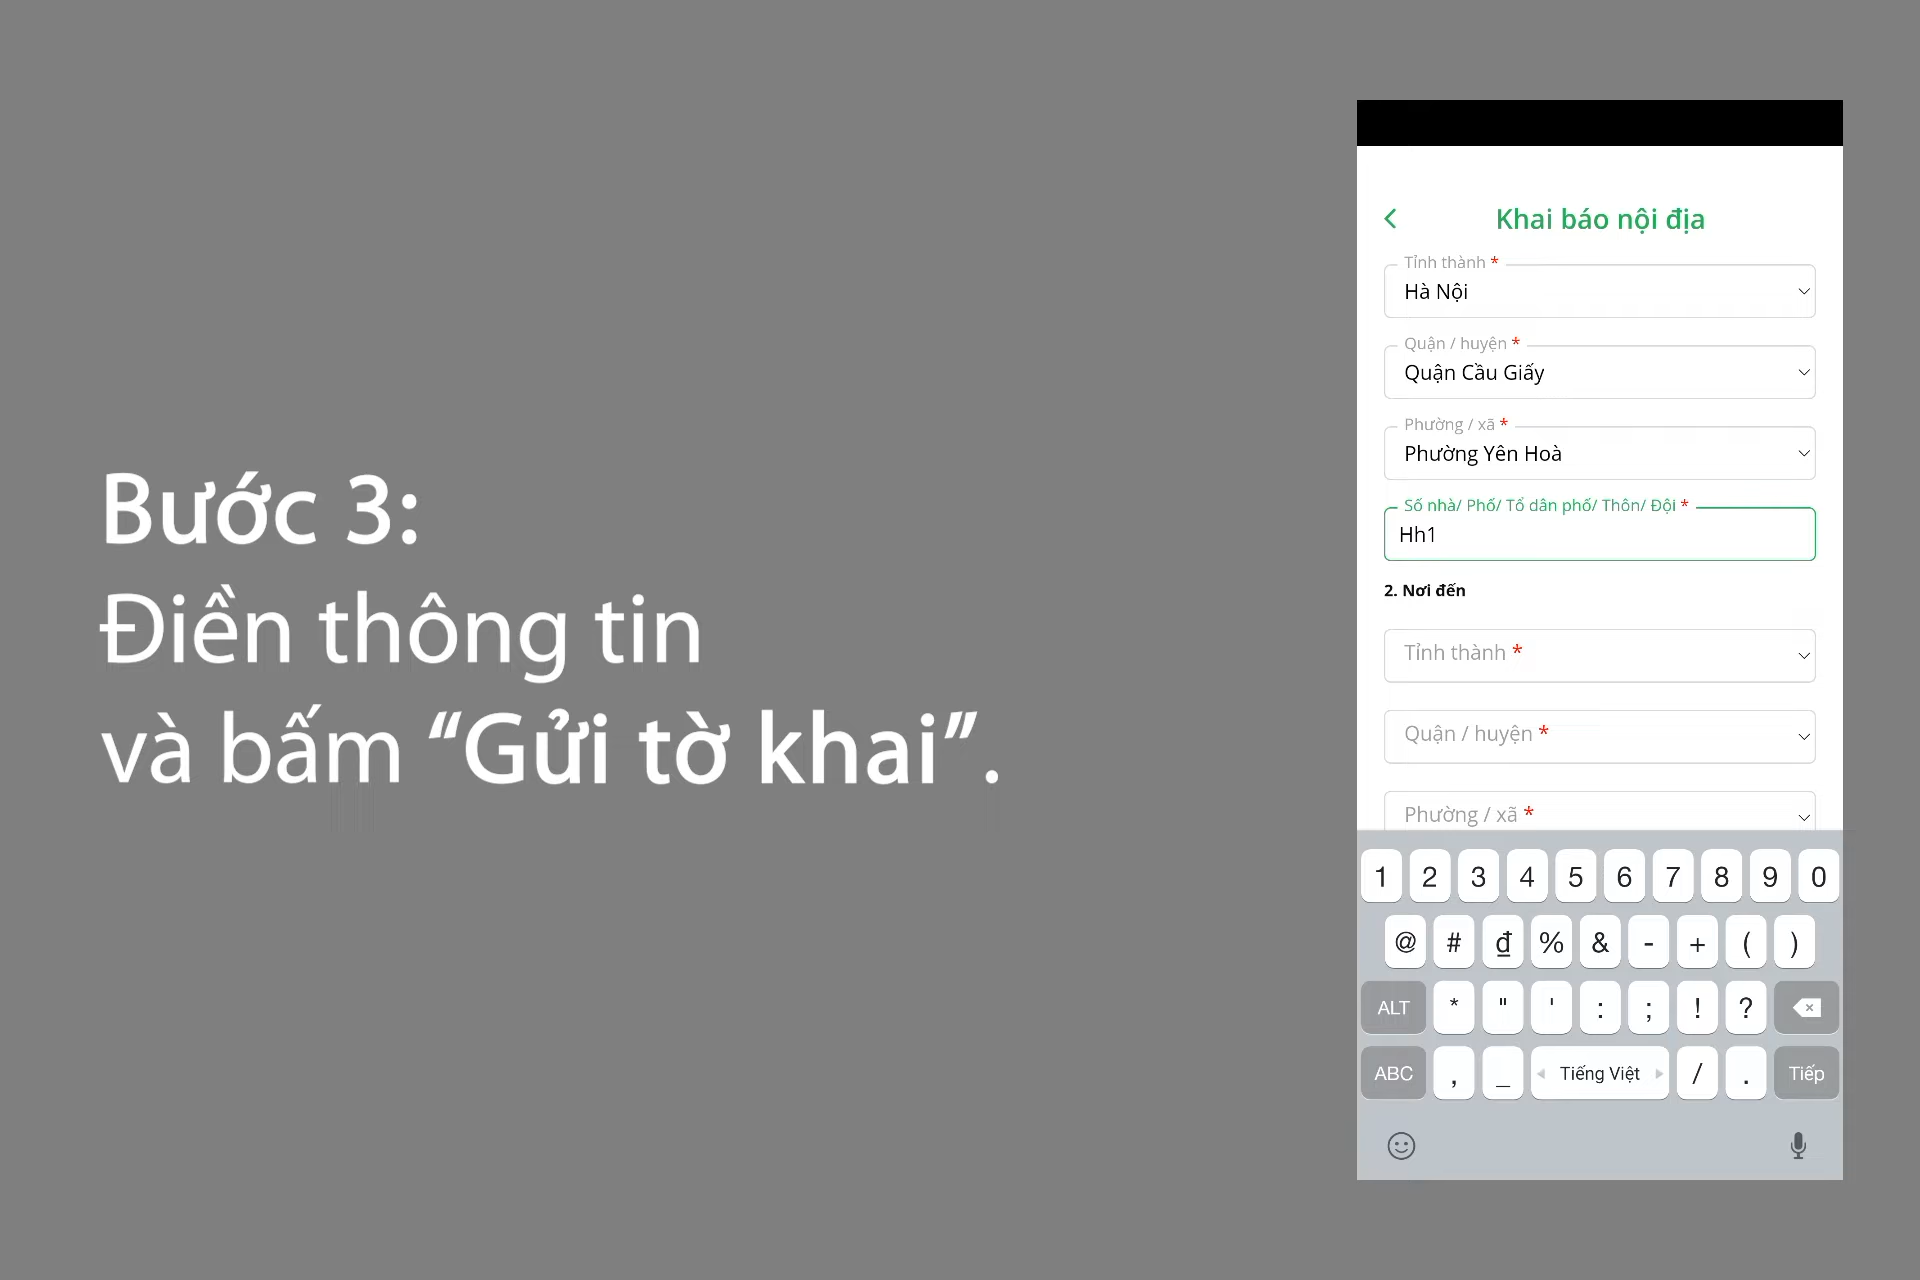 Bước 3:
Điền thông tin
và bấm “Gửi tờ khai”.
Khai báo nội địa
Tỉnh thành *
Hà Nội
Quận / huyện *
Quận Cầu Giấy
Phường / xã *
Phường Yên Hoà
Số nhà/ Phố/ Tổ dân phố/ Thôn/ Đội *
Hh1
2. Nơi đến
Tỉnh thành *
Quận / huyện *
Phường / xã *
1 2 3 4 5 6 7 8 9 0
@ # ₫ % & - + ( )
ALT * " ' : ; ! ?
ABC , _ Tiếng Việt / . Tiếp